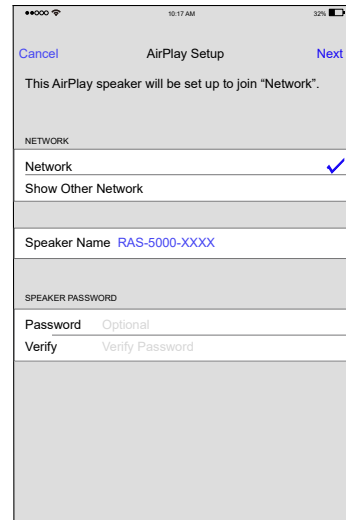 10:17 AM 32%
Cancel AirPlay Setup Next
This AirPlay speaker will be set up to join “Network”.
NETWORK
Network
Show Other Network
Speaker Name RAS-5000-XXXX
SPEAKER PASSWORD
Password Optional
Verify Verify Password